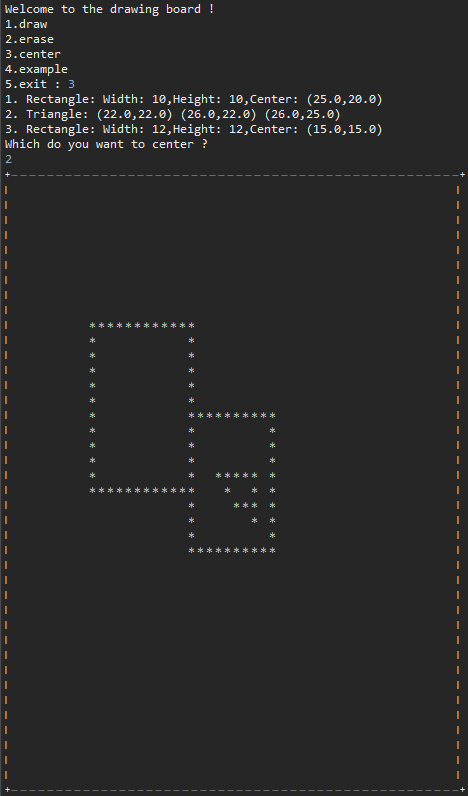 Welcome to the drawing board !
1.draw
2.erase
3.center
4.example
5.exit : 3
1. Rectangle: Width: 10,Height: 10,Center: (25.0,20.0)
2. Triangle: (22.0,22.0) (26.0,22.0) (26.0,25.0)
3. Rectangle: Width: 12,Height: 12,Center: (15.0,15.0)
Which do you want to center ?
2